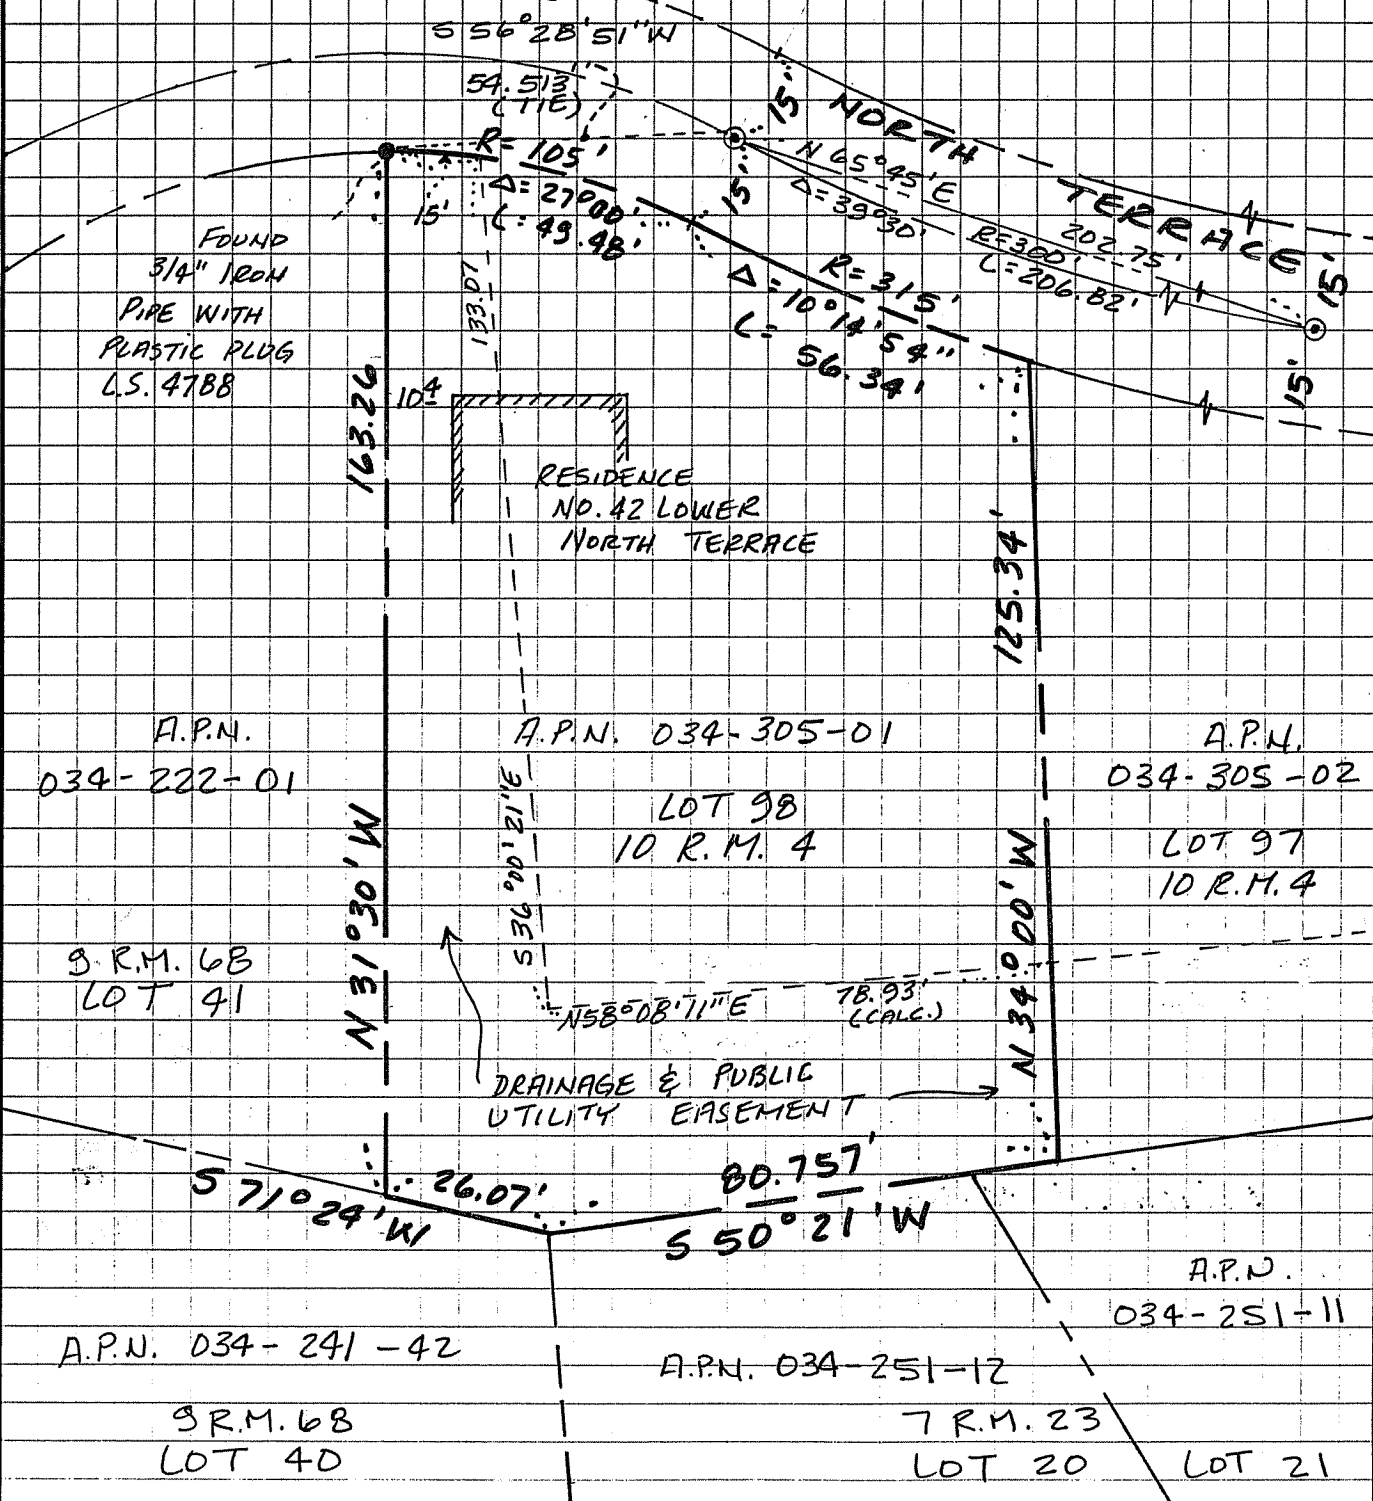 S 56°28'51"W
54.513
(TIE)
R= 105'
Δ= 27°00'
L= 49.48'
15'
15'
15'
NORTH TERRACE
N 65°45'E
202.75'
Δ=39°30'
R=300'
L=206.82'
15'
15'
R= 315'
Δ= 10°14'54"
L= 56.34'
FOUND
3/4" IRON
PIPE WITH
PLASTIC PLUG
L.S. 4788
133.07
163.26
10 4
RESIDENCE
NO. 42 LOWER
NORTH TERRACE
125.34'
A.P.N.
034-222-01
A.P.N. 034-305-01
A.P.N.
034-305-02
LOT 98
10 R.M. 4
LOT 97
10 R.M. 4
N 31°30' W
S 36°00'21"E
N 34°00' W
9 R.M. 68
LOT 41
N58°08'11"E
78.93'
(CALC.)
DRAINAGE & PUBLIC
UTILITY EASEMENT
S 71°24' W
26.07'
80.757'
S 50°21' W
A.P.N.
034-251-11
A.P.N. 034-241-42
A.P.N. 034-251-12
9 R.M. 68
LOT 40
7 R.M. 23
LOT 20
LOT 21